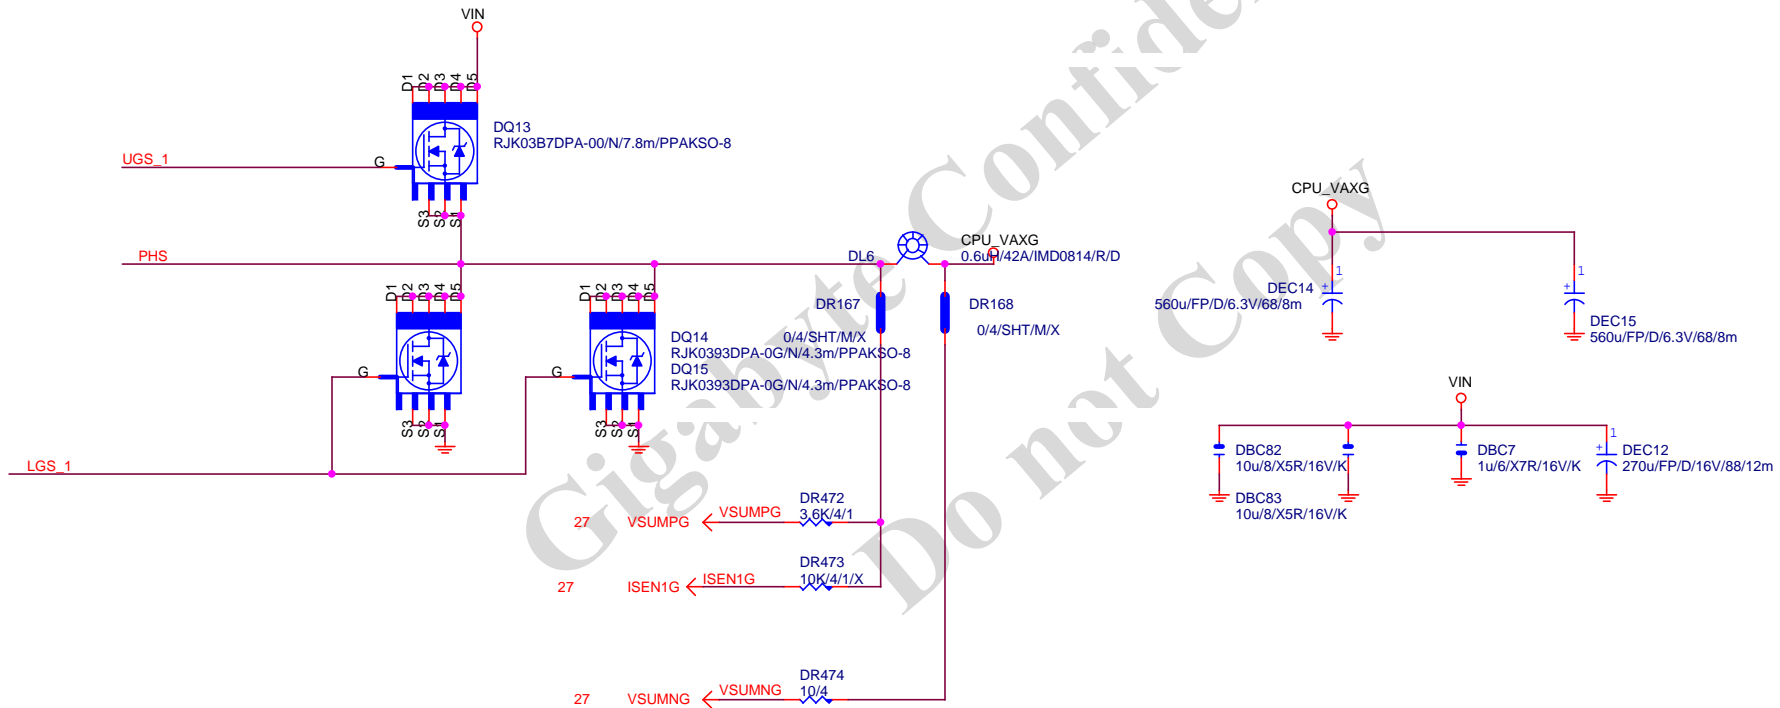 VIN
D1
D2
D3
D4
D5
DQ13
RJK03B7DPA-00/N/7.8m/PPAKSO-8
UGS_1
G
S3
S2
S1
PHS
DL6
CPU_VAXG
0.6uH/42A/IMD0814/R/D
D1
D2
D3
D4
D5
D1
D2
D3
D4
D5
DR167
0/4/SHT/M/X
DR168
0/4/SHT/M/X
DQ14
RJK0393DPA-0G/N/4.3m/PPAKSO-8
DQ15
RJK0393DPA-0G/N/4.3m/PPAKSO-8
G
G
S3
S2
S1
S3
S2
S1
LGS_1
DR472
27 VSUMPG VSUMPG 3.6K/4/1
DR473
27 ISEN1G ISEN1G 10K/4/1/X
DR474
27 VSUMNG VSUMNG 10/4
CPU_VAXG
1
DEC14
+
560u/FP/D/6.3V/68/8m
1
+
DEC15
560u/FP/D/6.3V/68/8m
VIN
DBC82
10u/8/X5R/16V/K
DBC83
10u/8/X5R/16V/K
DBC7
1u/6/X7R/16V/K
1
+
DEC12
270u/FP/D/16V/88/12m
Gigabyte Confide
Do not Copy